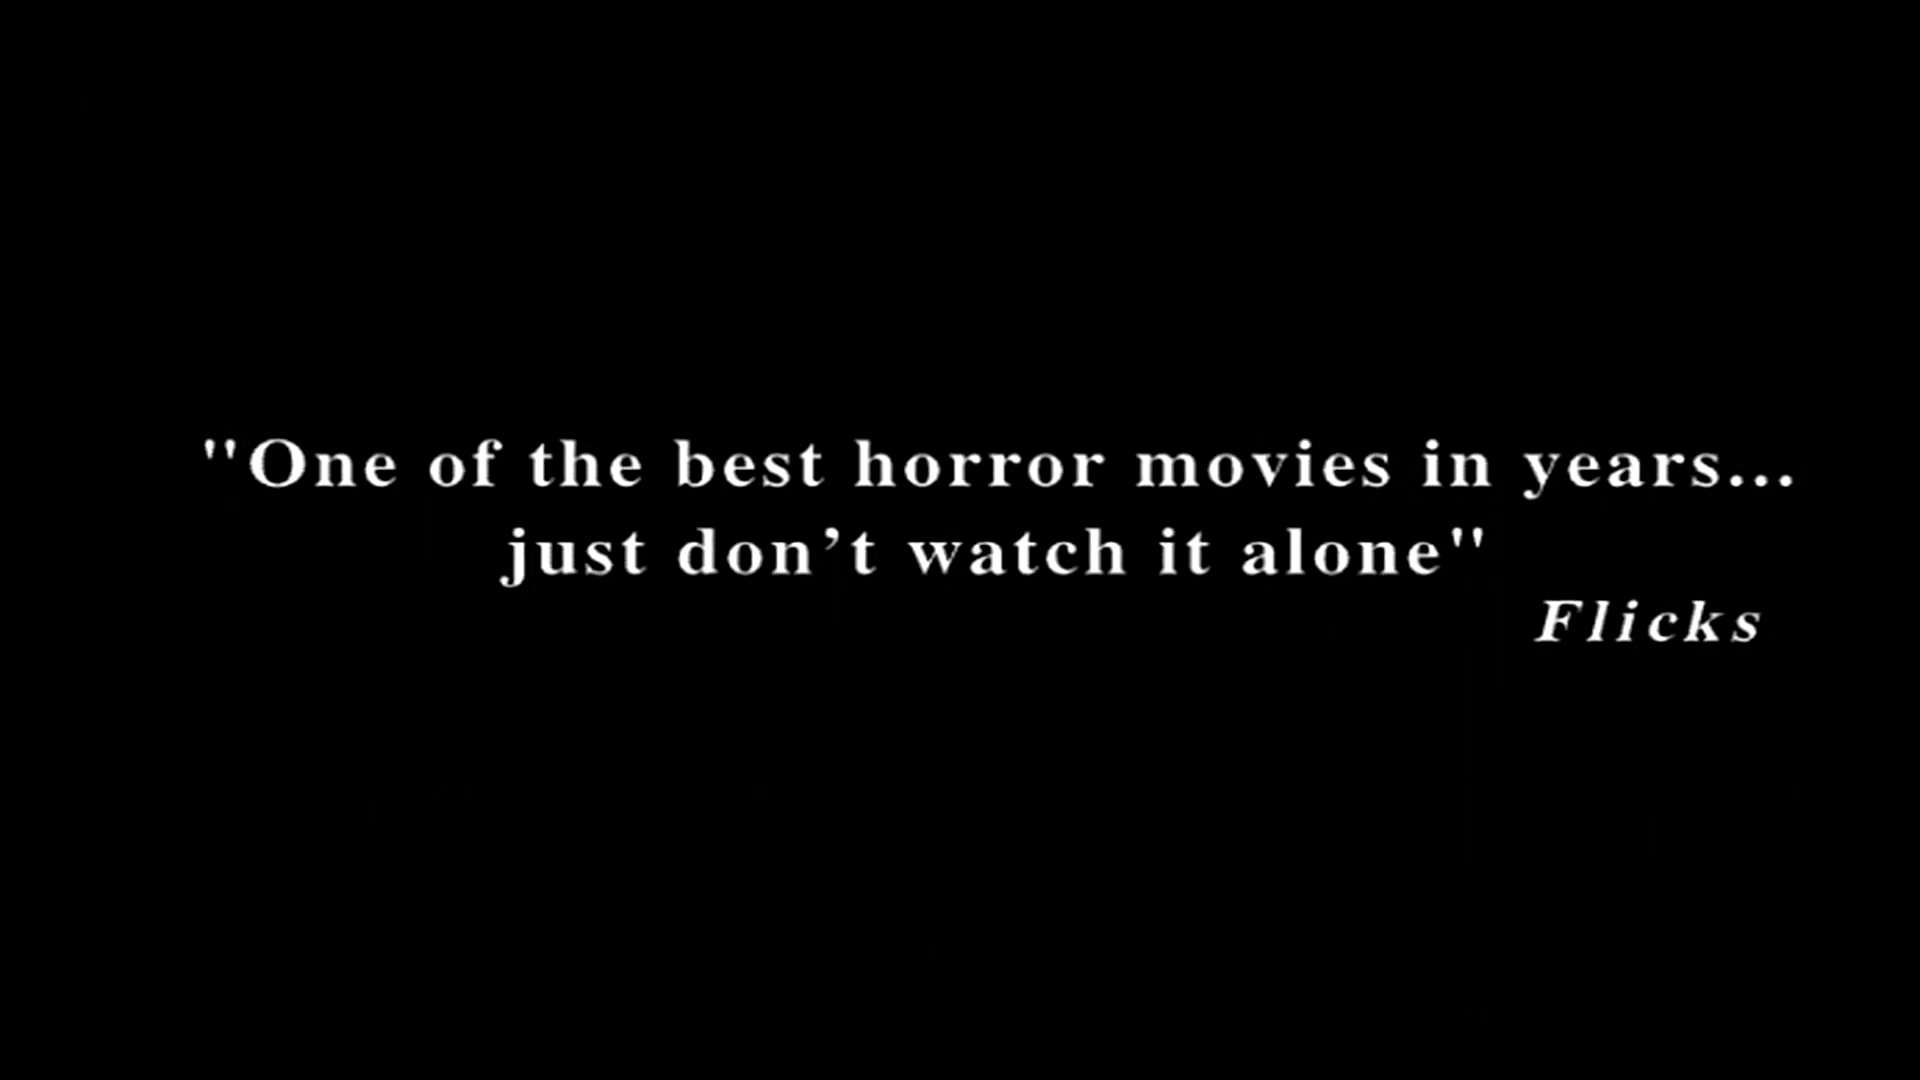 "One of the best horror movies in years...
just don’t watch it alone"
Flicks